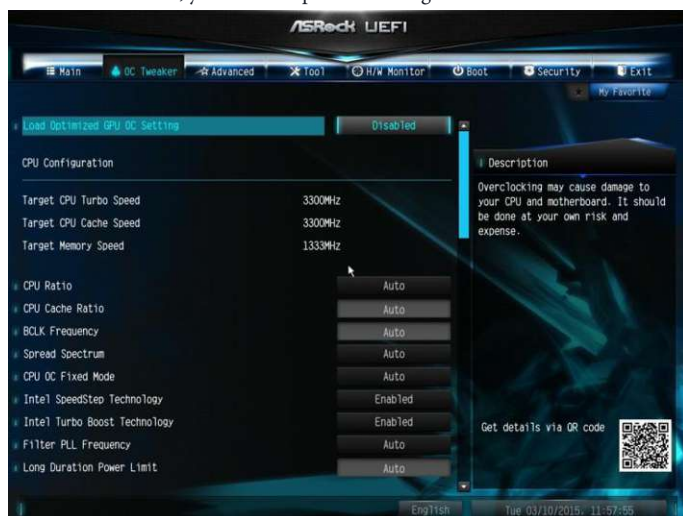 ASRock UEFI
Main OC Tweaker Advanced Tool H/W Monitor Boot Security Exit
My Favorite
Load Optimized GPU OC Setting Disabled
CPU Configuration
Target CPU Turbo Speed 3300MHz
Target CPU Cache Speed 3300MHz
Target Memory Speed 1333MHz
CPU Ratio Auto
CPU Cache Ratio Auto
BCLK Frequency Auto
Spread Spectrum Auto
CPU OC Fixed Mode Auto
Intel SpeedStep Technology Enabled
Intel Turbo Boost Technology Enabled
Filter PLL Frequency Auto
Long Duration Power Limit Auto
Description
Overclocking may cause damage to
your CPU and motherboard. It should
be done at your own risk and
expense.
Get details via QR code
English Tue 03/10/2015. 11:57:55